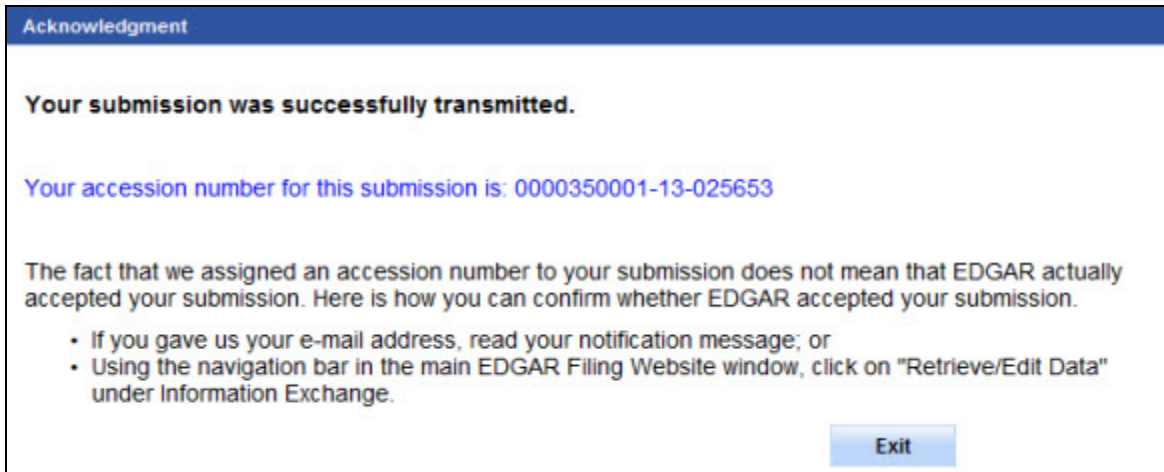 Acknowledgment
Your submission was successfully transmitted.
Your accession number for this submission is: 0000350001-13-025653
The fact that we assigned an accession number to your submission does not mean that EDGAR actually
accepted your submission. Here is how you can confirm whether EDGAR accepted your submission.
• If you gave us your e-mail address, read your notification message; or
• Using the navigation bar in the main EDGAR Filing Website window, click on "Retrieve/Edit Data"
under Information Exchange.
Exit